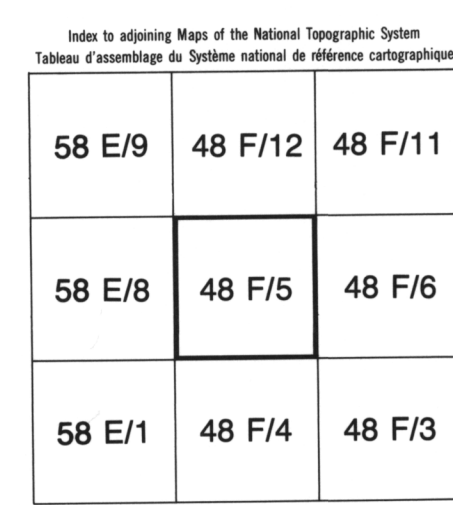 Index to adjoining Maps of the National Topographic System
Tableau d'assemblage du Système national de référence cartographique
58 E/9 48 F/12 48 F/11
58 E/8 48 F/5 48 F/6
58 E/1 48 F/4 48 F/3